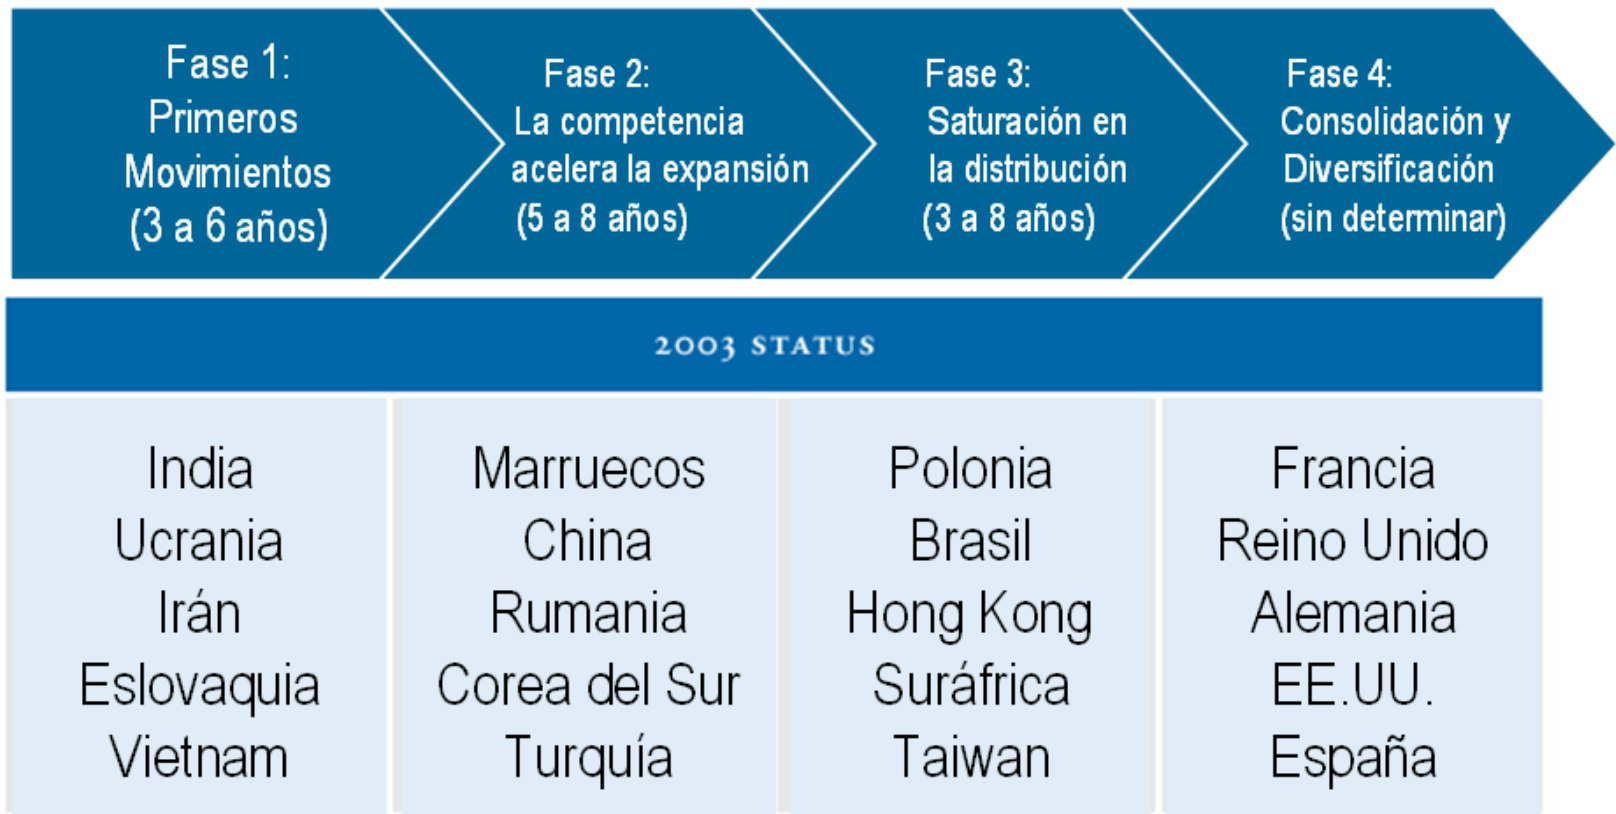 Fase 1:
Primeros
Movimientos
(3 a 6 años)
Fase 2:
La competencia
acelera la expansión
(5 a 8 años)
Fase 3:
Saturación en
la distribución
(3 a 8 años)
Fase 4:
Consolidación y
Diversificación
(sin determinar)
2003 STATUS
India
Ucrania
Irán
Eslovaquia
Vietnam
Marruecos
China
Rumania
Corea del Sur
Turquía
Polonia
Brasil
Hong Kong
Suráfrica
Taiwan
Francia
Reino Unido
Alemania
EE.UU.
España